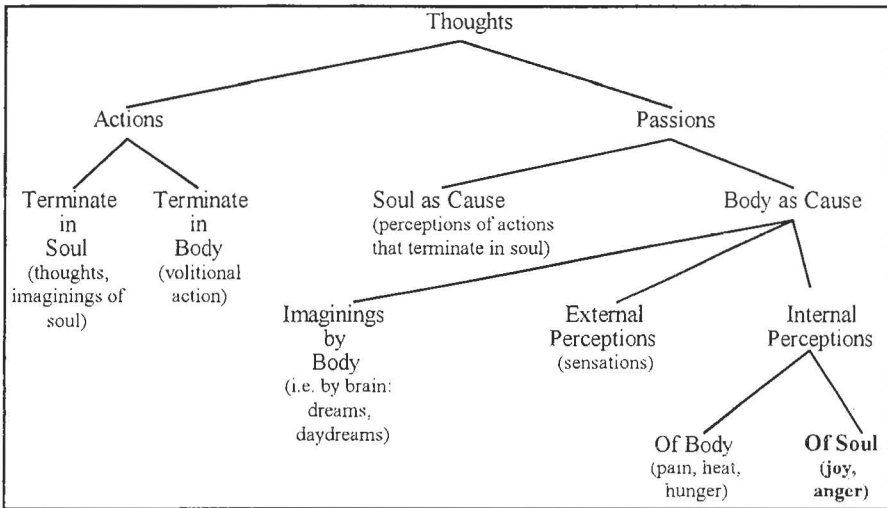 Thoughts
Actions
Passions
Terminate
in
Soul
(thoughts,
imaginings of
soul)
Terminate
in
Body
(volitional
action)
Soul as Cause
(perceptions of actions
that terminate in soul)
Body as Cause
Imaginings
by
Body
(i.e. by brain:
dreams,
daydreams)
External
Perceptions
(sensations)
Internal
Perceptions
Of Body
(pain, heat,
hunger)
Of Soul
(joy,
anger)